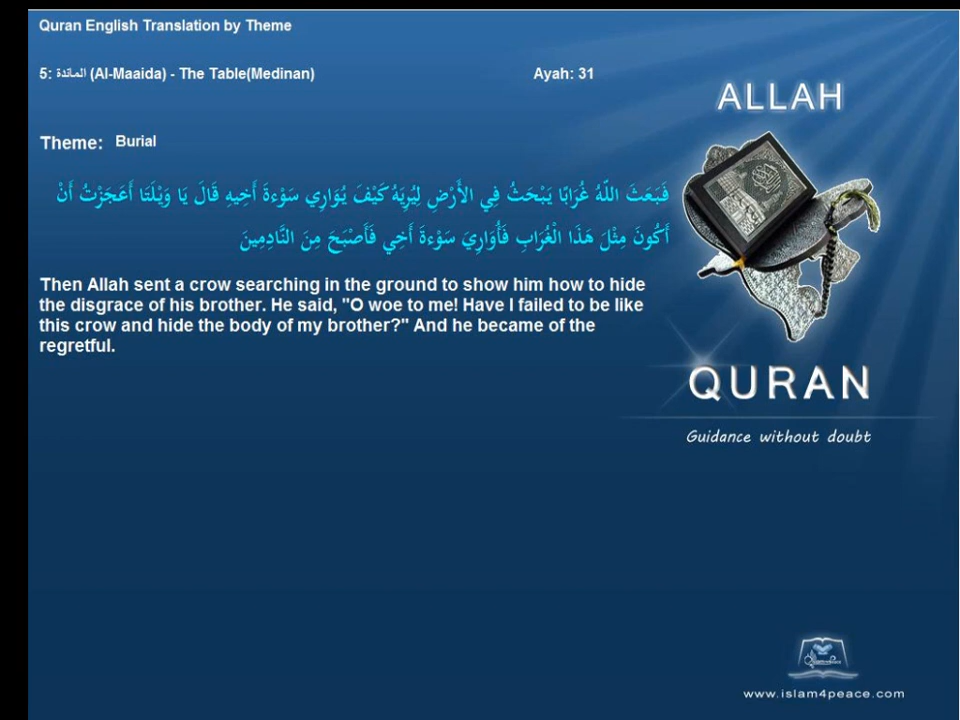 Quran English Translation by Theme
5: المائدة (Al-Maaida) - The Table(Medinan)
Ayah: 31
Theme: Burial
فَبَعَثَ اللّهُ غُرَابًا يَبْحَثُ فِي الأَرْضِ لِيُرِيَهُ كَيْفَ يُوَارِي سَوْءةَ أَخِيهِ قَالَ يَا وَيْلَتَا أَعَجَزْتُ أَنْ
أَكُونَ مِثْلَ هَذَا الْغُرَابِ فَأُوَارِيَ سَوْءةَ أَخِي فَأَصْبَحَ مِنَ النَّادِمِينَ
Then Allah sent a crow searching in the ground to show him how to hide
the disgrace of his brother. He said, "O woe to me! Have I failed to be like
this crow and hide the body of my brother?" And he became of the
regretful.
ALLAH
QURAN
Guidance without doubt
www.islam4peace.com